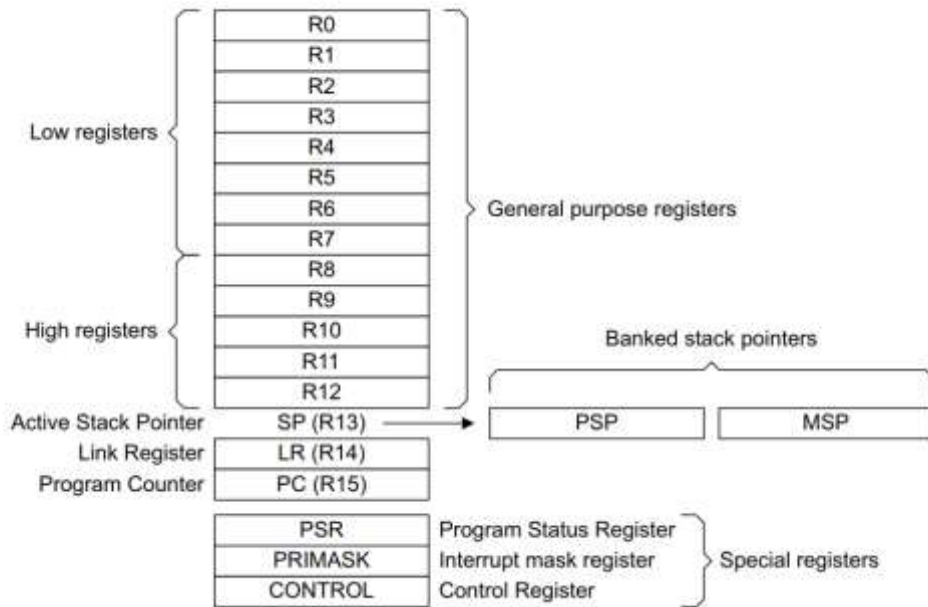 R0
R1
R2
R3
Low registers
R4
R5
R6
General purpose registers
R7
R8
R9
High registers
R10
Banked stack pointers
R11
R12
Active Stack Pointer SP (R13) PSP MSP
Link Register LR (R14)
Program Counter PC (R15)
PSR Program Status Register
PRIMASK Interrupt mask register Special registers
CONTROL Control Register